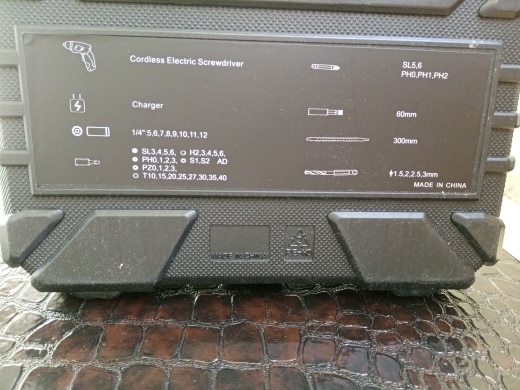 Cordless Electric Screwdriver
SL5,6
PH0,PH1,PH2
Charger
60mm
1/4":5,6,7,8,9,10,11,12
300mm
SL3,4,5,6, H2,3,4,5,6,
PH0,1,2,3, S1,S2 AD
PZ0,1,2,3,
T10,15,20,25,27,30,35,40
ϕ1.5,2,2.5,3mm
MADE IN CHINA
MADE IN CHINA